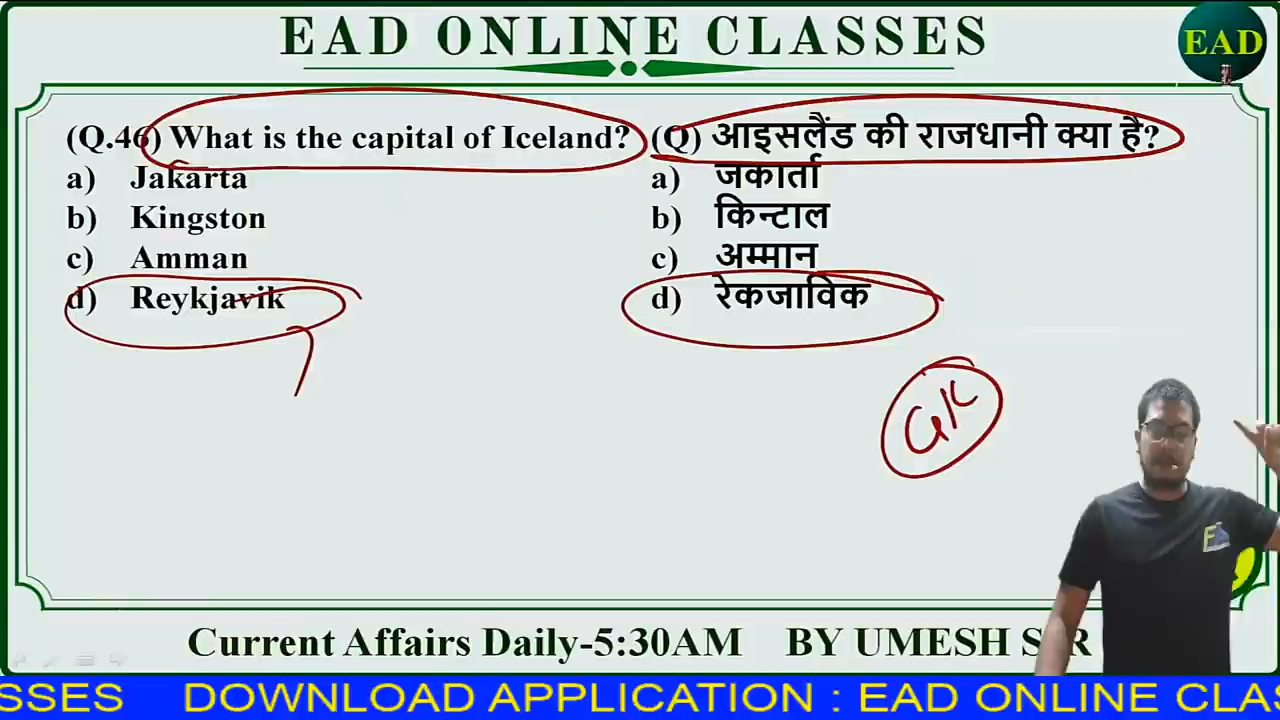 EAD ONLINE CLASSES
EAD
(Q.46) What is the capital of Iceland?
a) Jakarta
b) Kingston
c) Amman
d) Reykjavik
(Q) आइसलैंड की राजधानी क्या है?
a) जकार्ता
b) किन्टाल
c) अम्मान
d) रेकजाविक
GK
Current Affairs Daily-5:30AM BY UMESH SIR
SSES DOWNLOAD APPLICATION : EAD ONLINE CLAS